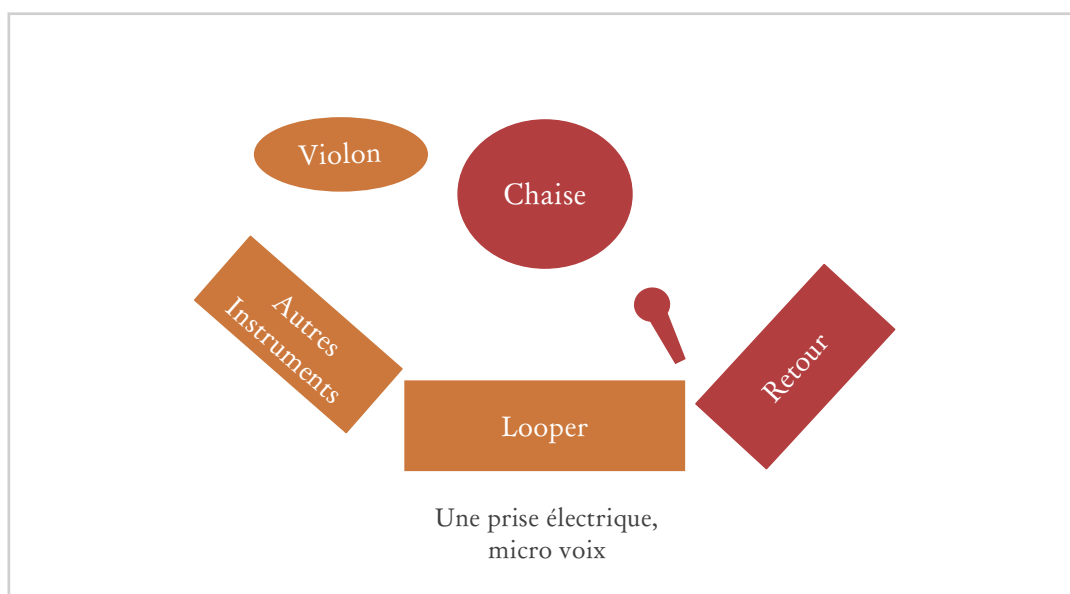 Violon
Chaise
Autres
Instruments
Retour
Looper
Une prise électrique,
micro voix